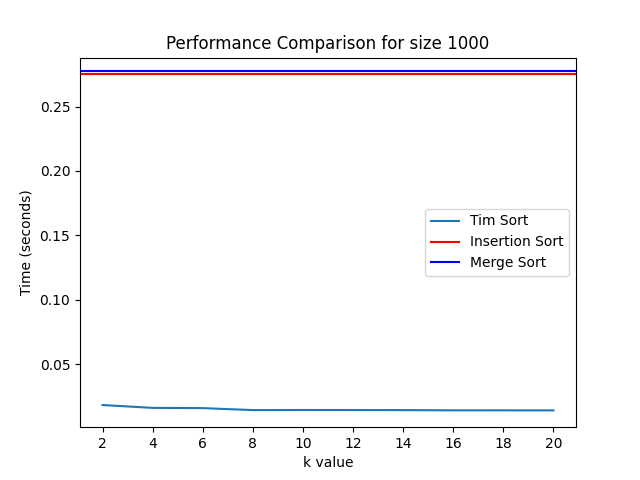 Performance Comparison for size 1000
Time (seconds)
0.25
0.20
0.15
0.10
0.05
Tim Sort
Insertion Sort
Merge Sort
2 4 6 8 10 12 14 16 18 20
k value